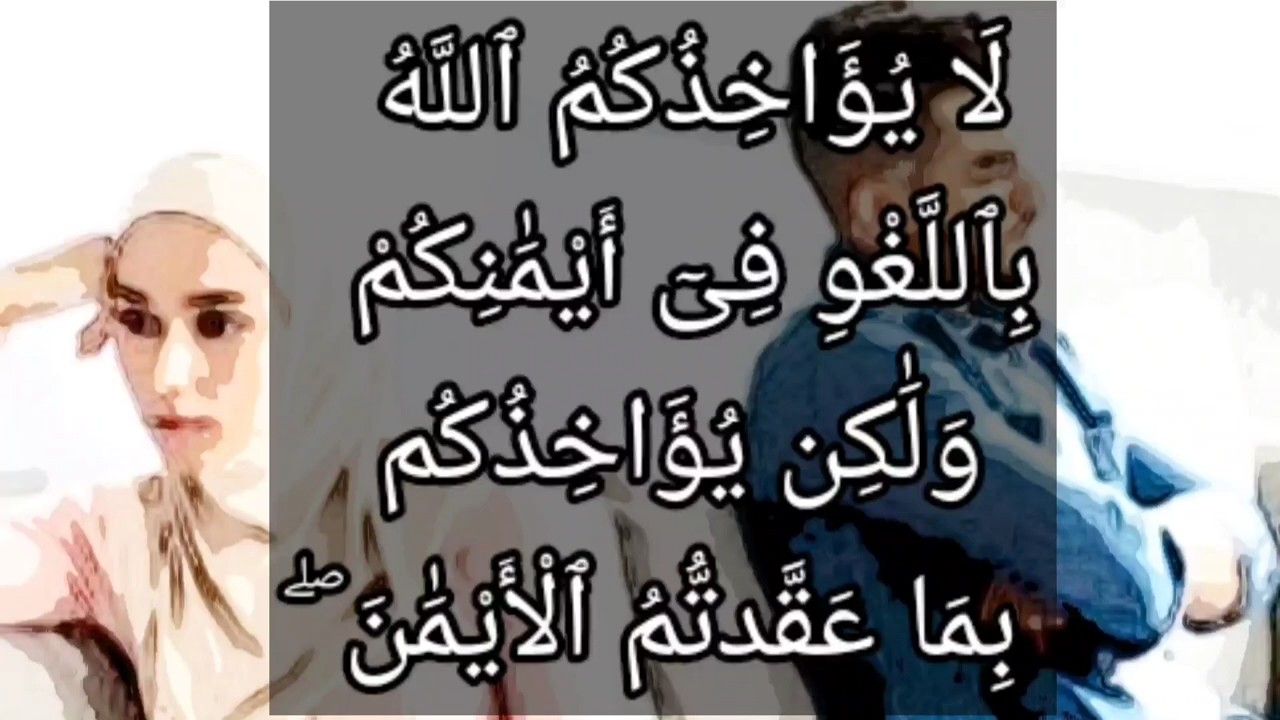 لَا يُؤَاخِذُكُمُ ٱللَّهُ
بِٱللَّغْوِ فِىٓ أَيْمَٰنِكُمْ
وَلَٰكِن يُؤَاخِذُكُم
بِمَا عَقَّدتُّمُ ٱلْأَيْمَٰنَ ۖ